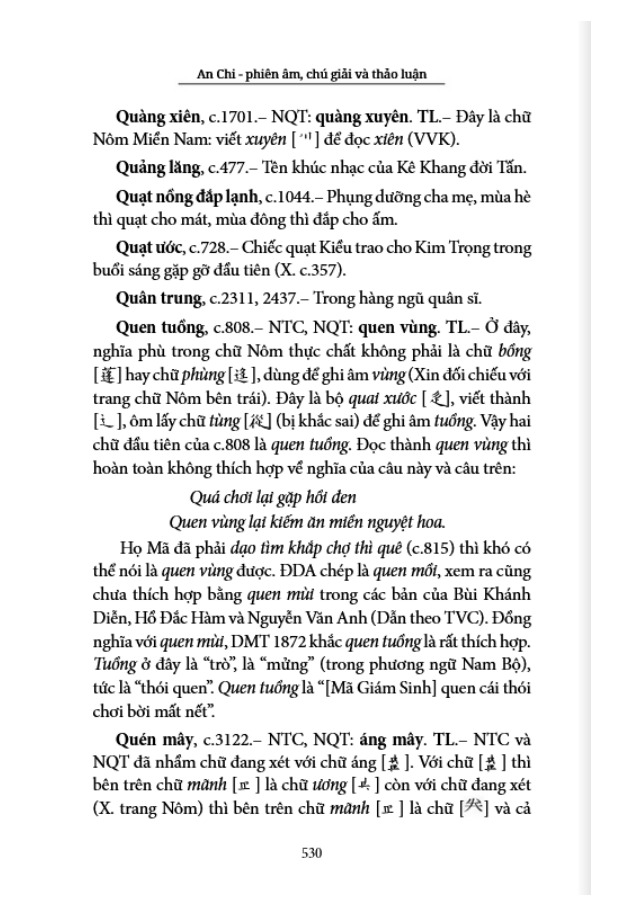 An Chi - phiên âm, chú giải và thảo luận
Quàng xiên, c.1701.– NQT: quàng xuyên. TL.– Đây là chữ
Nôm Miền Nam: viết xuyên [ ] để đọc xiên (VVK).
Quảng lăng, c.477.– Tên khúc nhạc của Kê Khang đời Tấn.
Quạt nồng đắp lạnh, c.1044.– Phụng dưỡng cha mẹ, mùa hè
thì quạt cho mát, mùa đông thì đắp cho ấm.
Quạt ước, c.728.– Chiếc quạt Kiều trao cho Kim Trọng trong
buổi sáng gặp gỡ đầu tiên (X. c.357).
Quân trung, c.2311, 2437.– Trong hàng ngũ quân sĩ.
Quen tuồng, c.808.– NTC, NQT: quen vùng. TL.– Ở đây,
nghĩa phù trong chữ Nôm thực chất không phải là chữ bồng
[蓬] hay chữ phùng [逢], dùng để ghi âm vùng (Xin đối chiếu với
trang chữ Nôm bên trái). Đây là bộ quai xước [辵], viết thành
[辶], ôm lấy chữ tùng [從] (bị khắc sai) để ghi âm tuồng. Vậy hai
chữ đầu tiên của c.808 là quen tuồng. Đọc thành quen vùng thì
hoàn toàn không thích hợp về nghĩa của câu này và câu trên:
Quá chơi lại gặp hồi đen
Quen vùng lại kiếm ăn miền nguyệt hoa.
Họ Mã đã phải dạo tìm khắp chợ thì quê (c.815) thì khó có
thể nói là quen vùng được. ĐDA chép là quen mồi, xem ra cũng
chưa thích hợp bằng quen mùi trong các bản của Bùi Khánh
Diễn, Hồ Đắc Hàm và Nguyễn Văn Anh (Dẫn theo TVC). Đồng
nghĩa với quen mùi, DMT 1872 khắc quen tuồng là rất thích hợp.
Tuồng ở đây là “trò”, là “mửng” (trong phương ngữ Nam Bộ),
tức là “thói quen”. Quen tuồng là “[Mã Giám Sinh] quen cái thói
chơi bời mất nết”.
Quén mây, c.3122.– NTC, NQT: áng mây. TL.– NTC và
NQT đã nhầm chữ đang xét với chữ áng [盎]. Với chữ [盎] thì
bên trên chữ mãnh [皿] là chữ ương [央] còn với chữ đang xét
(X. trang Nôm) thì bên trên chữ mãnh [皿] là chữ [ ] và cả
530